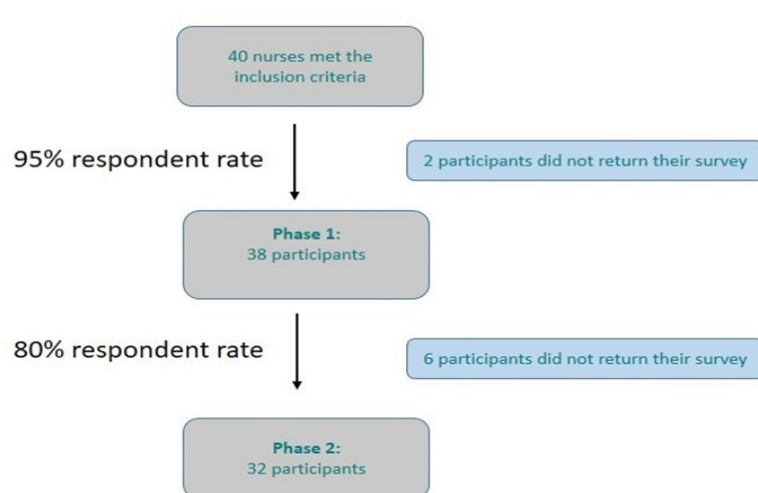 40 nurses met the
inclusion criteria
95% respondent rate
2 participants did not return their survey
Phase 1:
38 participants
80% respondent rate
6 participants did not return their survey
Phase 2:
32 participants